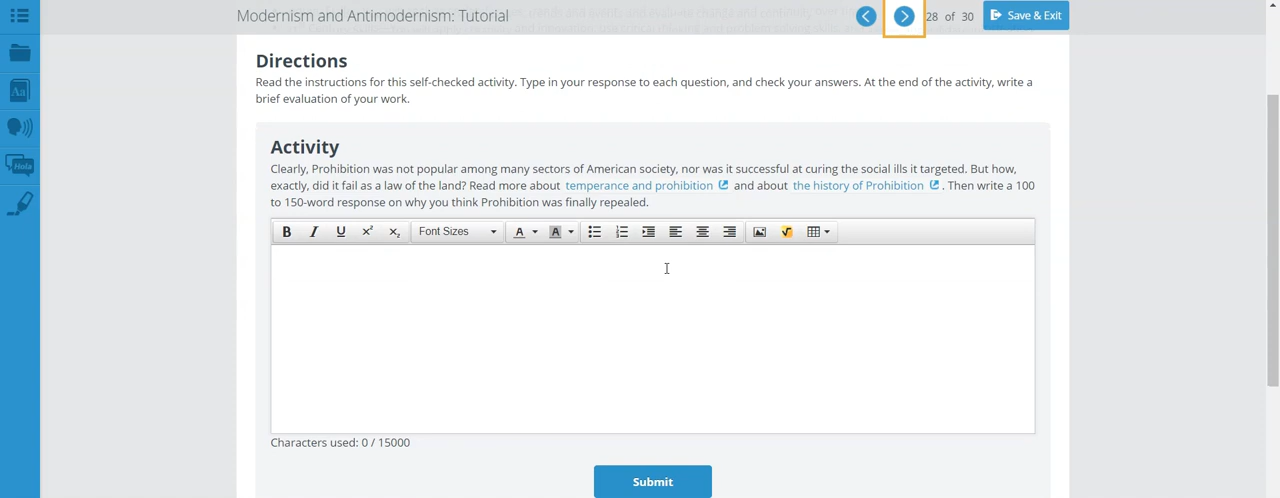 Modernism and Antimodernism: Tutorial
28 of 30
Save & Exit
Aa
Hola
Directions
Read the instructions for this self-checked activity. Type in your response to each question, and check your answers. At the end of the activity, write a
brief evaluation of your work.
Activity
Clearly, Prohibition was not popular among many sectors of American society, nor was it successful at curing the social ills it targeted. But how,
exactly, did it fail as a law of the land? Read more about temperance and prohibition and about the history of Prohibition . Then write a 100
to 150-word response on why you think Prohibition was finally repealed.
B I U x² x₂ Font Sizes A A
Characters used: 0 / 15000
Submit